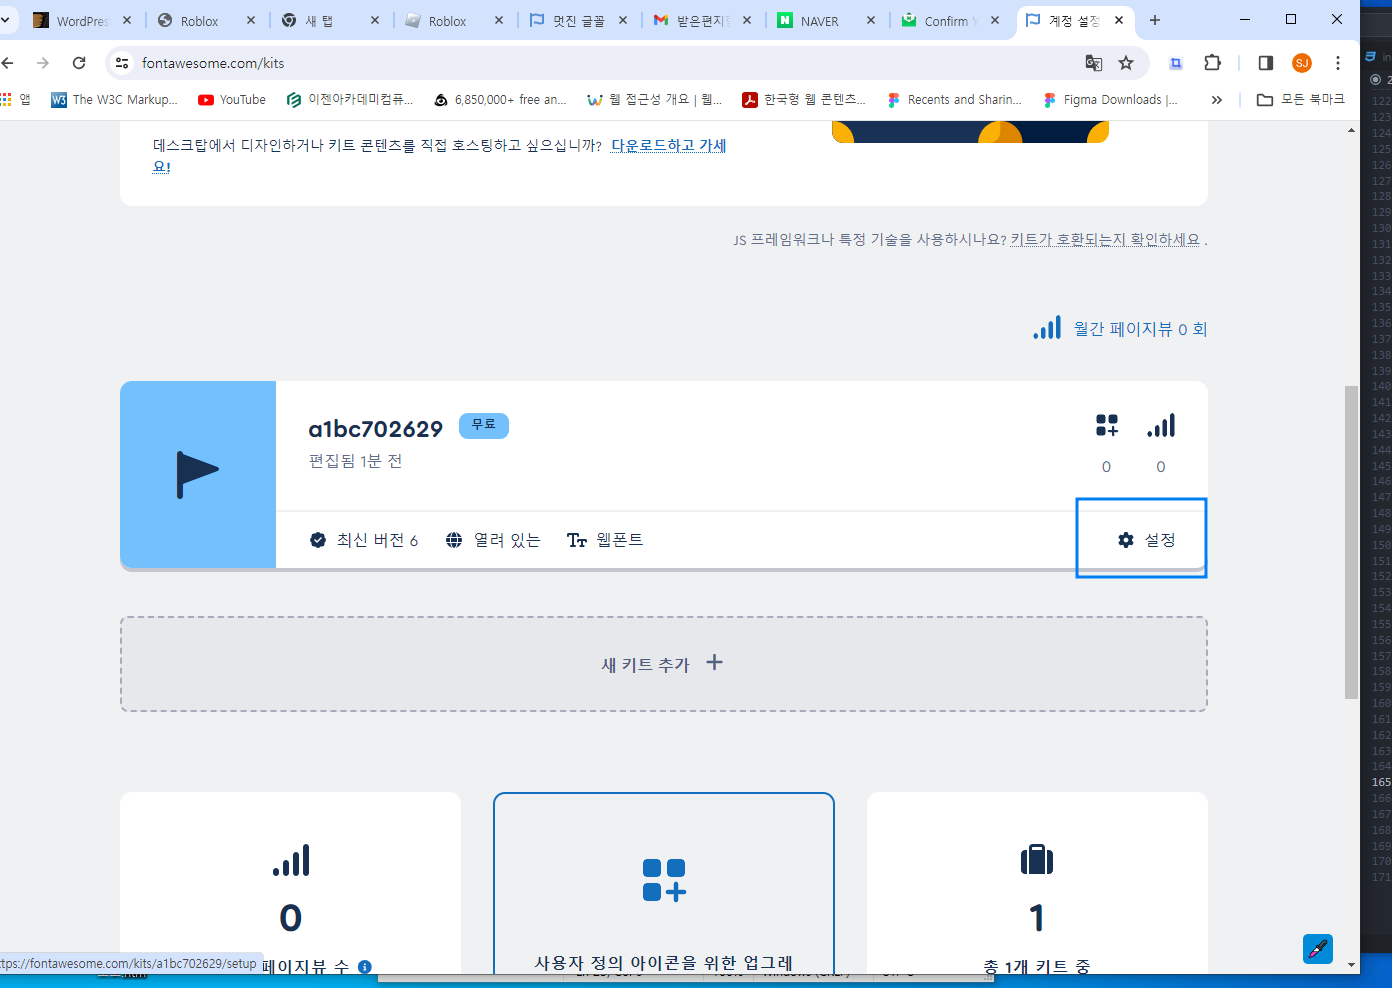 WordPres
Roblox
새 탭
Roblox
멋진 글꼴
받은편지함
NAVER
Confirm Y
계정 설정
fontawesome.com/kits
SJ
앱
The W3C Markup...
YouTube
이젠아카데미컴퓨...
6,850,000+ free an...
웹 접근성 개요 | 웹...
한국형 웹 콘텐츠...
Recents and Sharin...
Figma Downloads |...
모든 북마크
데스크탑에서 디자인하거나 키트 콘텐츠를 직접 호스팅하고 싶으십니까? 다운로드하고 가세
요!
JS 프레임워크나 특정 기술을 사용하시나요? 키트가 호환되는지 확인하세요 .
월간 페이지뷰 0 회
a1bc702629 무료
편집됨 1분 전
0 0
최신 버전 6 열려 있는 웹폰트 설정
새 키트 추가
0
페이지뷰 수
사용자 정의 아이콘을 위한 업그레
1
총 1개 키트 중
ttps://fontawesome.com/kits/a1bc702629/setup
122
123
124
125
126
127
128
129
130
131
132
133
134
135
136
137
138
139
140
141
142
143
144
145
146
147
148
149
150
151
152
153
154
155
156
157
158
159
160
161
162
163
164
165
166
167
168
169
170
171